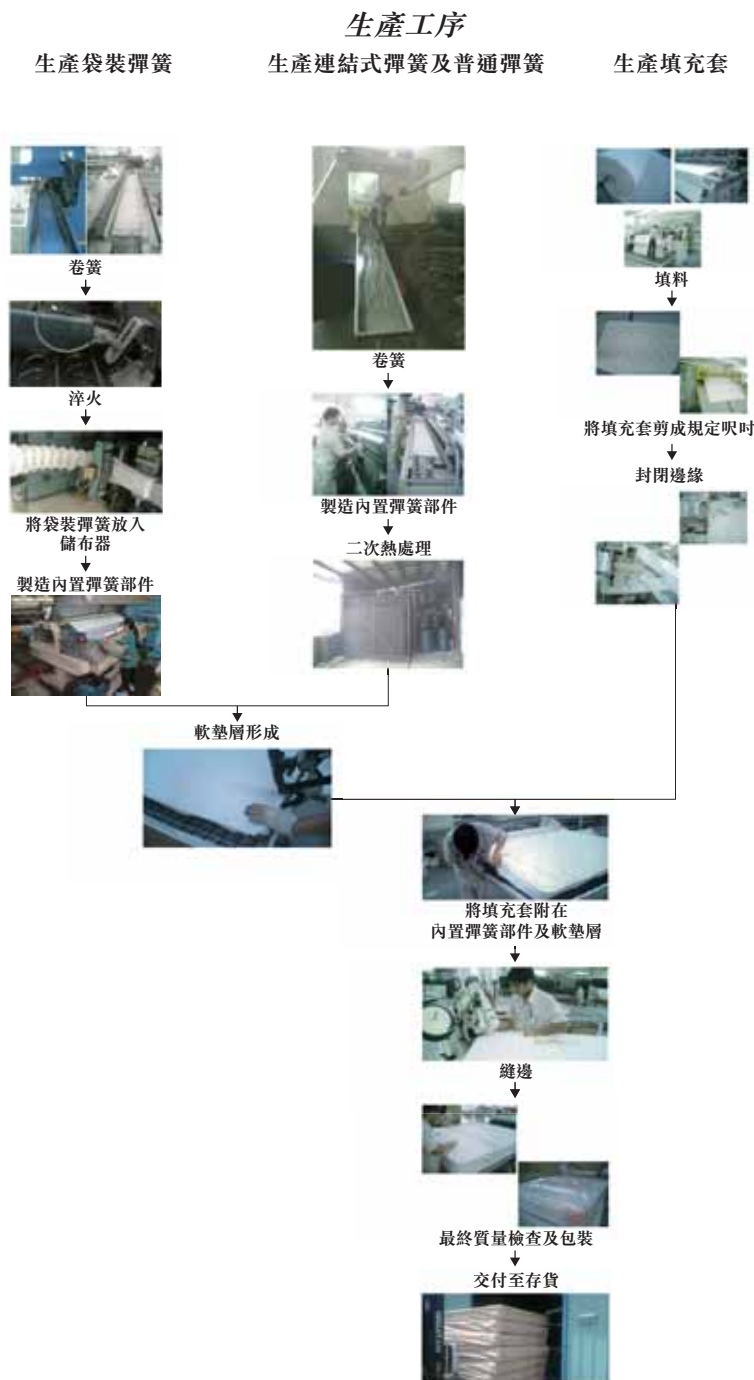 生產工序
生產袋裝彈簧
生產連結式彈簧及普通彈簧
生產填充套
卷簧
淬火
將袋裝彈簧放入
儲布器
製造內置彈簧部件
卷簧
製造內置彈簧部件
二次熱處理
填料
將填充套剪成規定呎吋
封閉邊緣
軟墊層形成
將填充套附在
內置彈簧部件及軟墊層
縫邊
最終質量檢查及包裝
交付至存貨